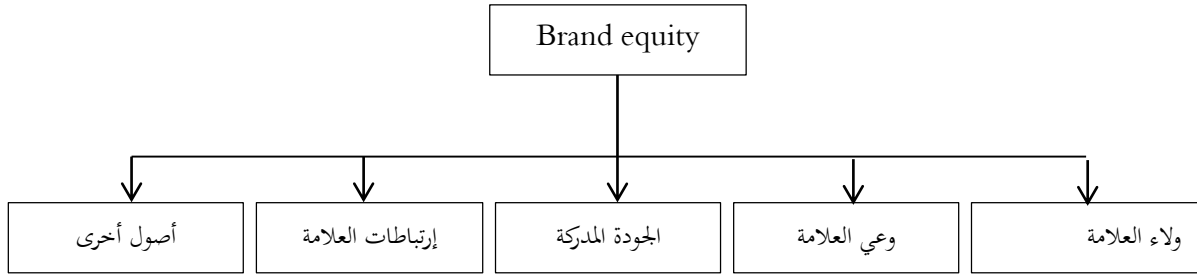 Brand equity
ولاء العلامة
وعي العلامة
الجودة المدركة
إرتباطات العلامة
أصول أخرى